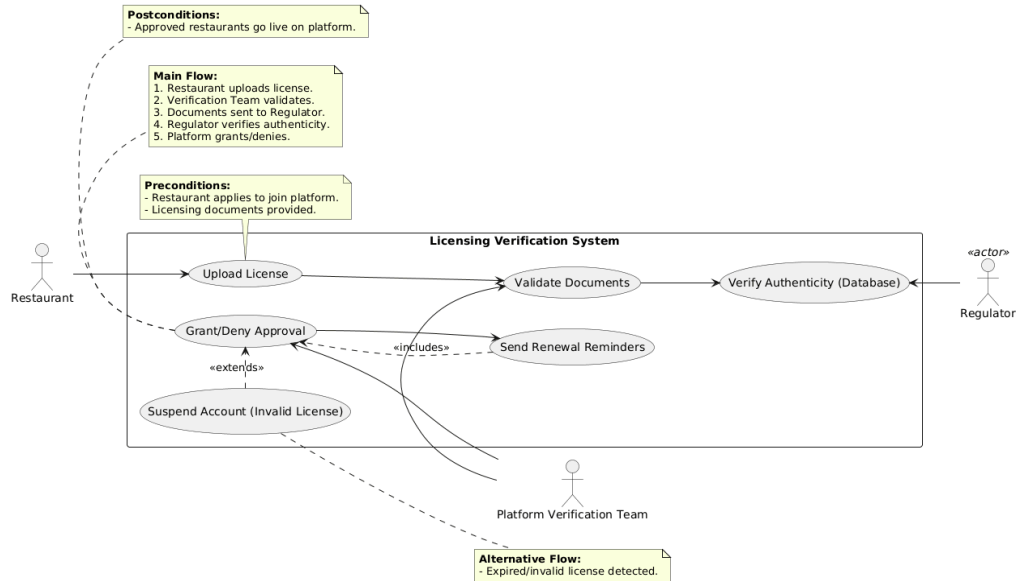 Postconditions:
- Approved restaurants go live on platform.
Main Flow:
1. Restaurant uploads license.
2. Verification Team validates.
3. Documents sent to Regulator.
4. Regulator verifies authenticity.
5. Platform grants/denies.
Preconditions:
- Restaurant applies to join platform.
- Licensing documents provided.
Licensing Verification System
«actor»
Upload License
Validate Documents
Verify Authenticity (Database)
Restaurant
Regulator
Grant/Deny Approval
Send Renewal Reminders
«includes»
«extends»
Suspend Account (Invalid License)
Platform Verification Team
Alternative Flow:
- Expired/invalid license detected.